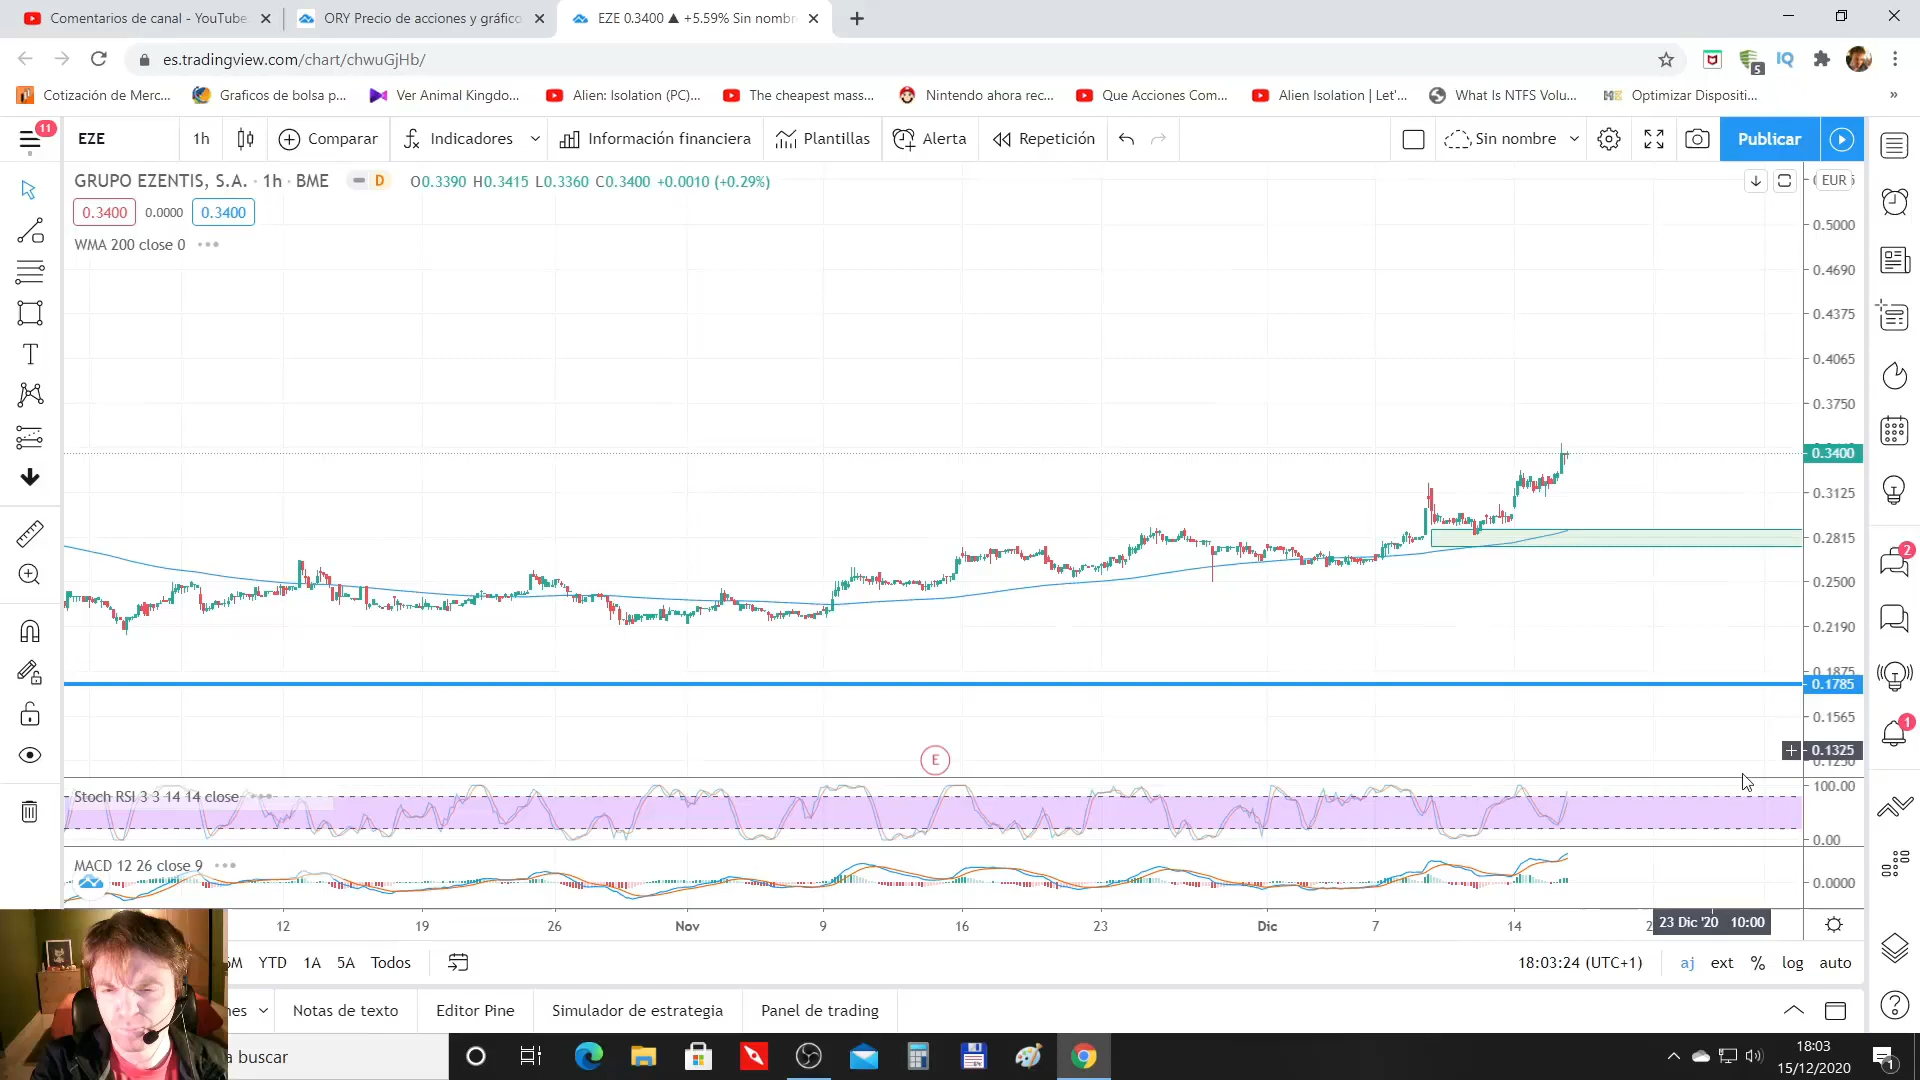 Comentarios de canal - YouTube
ORY Precio de acciones y gráfico
EZE 0.3400 ▲ +5.59% Sin nombr
es.tradingview.com/chart/chwuGjHb/
5
IQ
Cotización de Merc...
Graficos de bolsa p...
Ver Animal Kingdo...
Alien: Isolation (PC)...
The cheapest mass...
Nintendo ahora rec...
Que Acciones Com...
Alien Isolation | Let'...
What Is NTFS Volu...
Optimizar Dispositi...
»
11
EZE
1h
Comparar
Indicadores
Información financiera
Plantillas
Alerta
Repetición
Sin nombre
Publicar
GRUPO EZENTIS, S.A. · 1h · BME
D
O0.3390 H0.3415 L0.3360 C0.3400 +0.0010 (+0.29%)
EUR
0.3400
0.0000
0.3400
WMA 200 close 0
0.5000
0.4690
0.4375
0.4065
0.3750
0.3400
0.3125
0.2815
0.2500
0.2190
0.1875
0.1785
0.1565
0.1325
0.1250
E
2
1
Stoch RSI 3 3 14 14 close
100.00
0.00
MACD 12 26 close 9
0.0000
12
19
26
Nov
9
16
23
Dic
7
14
23 Dic '20 10:00
6M
YTD
1A
5A
Todos
18:03:24 (UTC+1)
aj
ext
%
log
auto
nes
Notas de texto
Editor Pine
Simulador de estrategia
Panel de trading
a buscar
18:03
15/12/2020
1